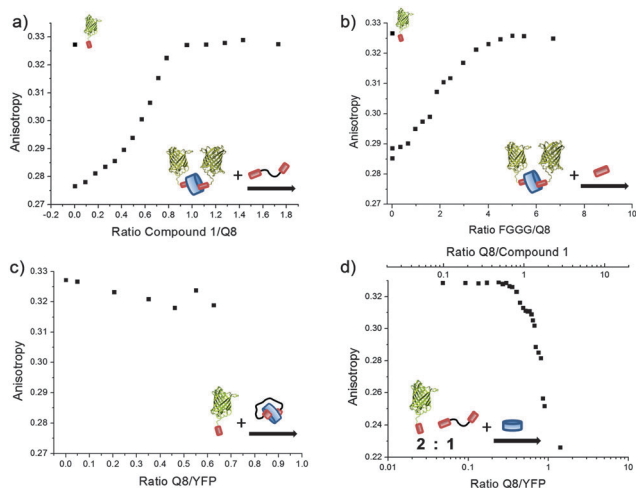 a)
0.33
0.32
0.31
0.30
0.29
0.28
0.27
Anisotropy
+
-0.2 0.0 0.2 0.4 0.6 0.8 1.0 1.2 1.4 1.6 1.8
Ratio Compound 1/Q8
b)
0.33
0.32
0.31
0.30
0.29
0.28
0.27
Anisotropy
+
0 2 4 6 8 10
Ratio FGGG/Q8
c)
0.33
0.32
0.31
0.30
0.29
0.28
0.27
Anisotropy
+
0.0 0.1 0.2 0.3 0.4 0.5 0.6 0.7 0.8 0.9 1.0
Ratio Q8/YFP
Ratio Q8/Compound 1
0.1 1 10
d)
0.32
0.30
0.28
0.26
0.24
0.22
Anisotropy
+
2 : 1
0.01 0.1 1 10
Ratio Q8/YFP